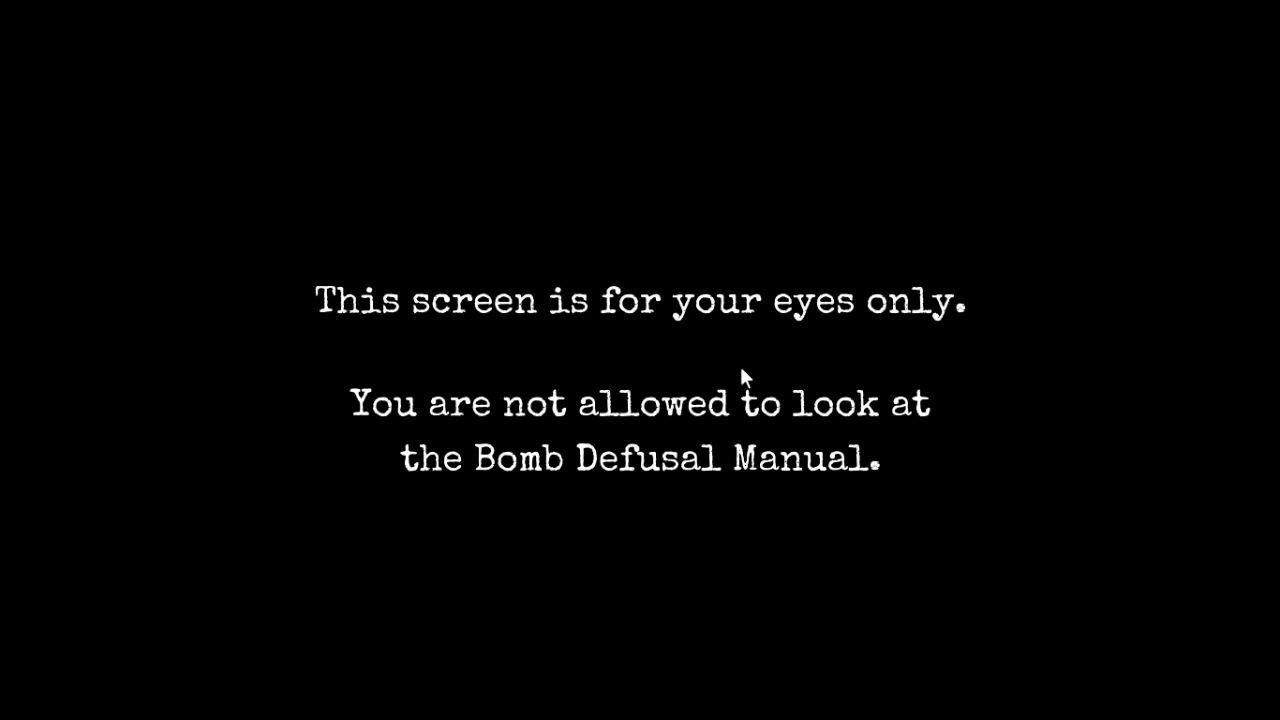 This screen is for your eyes only.
You are not allowed to look at
the Bomb Defusal Manual.